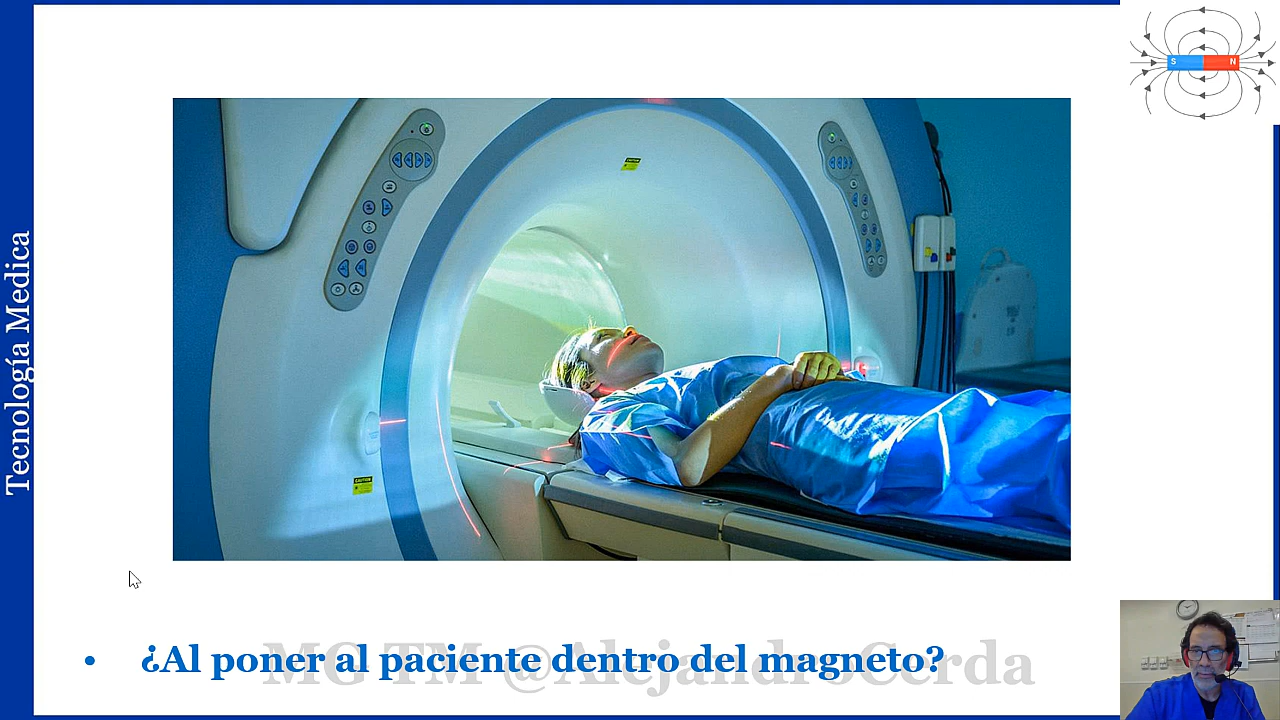 S N
Tecnología Medica
CAUTION
CAUTION
¿Al poner al paciente dentro del magneto?
MG TM @AlejandroCerda